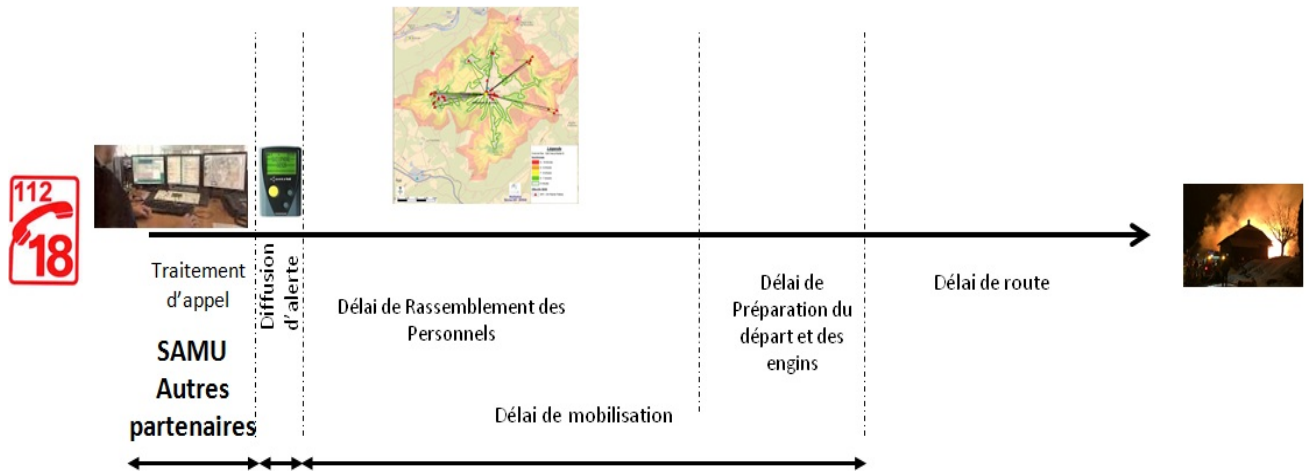 112
18
Traitement
d'appel
SAMU
Autres
partenaires
Diffusion
d'alerte
Délai de Rassemblement des
Personnels
Délai de
Préparation du
départ et des
engins
Délai de route
Délai de mobilisation